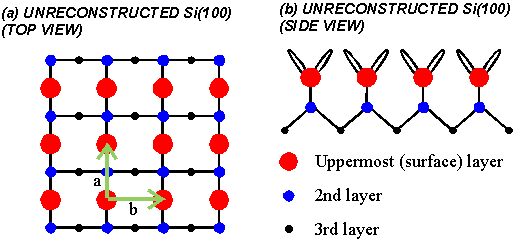 (a) UNRECONSTRUCTED Si(100)
(TOP VIEW)
a
b
(b) UNRECONSTRUCTED Si(100)
(SIDE VIEW)
Uppermost (surface) layer
2nd layer
3rd layer